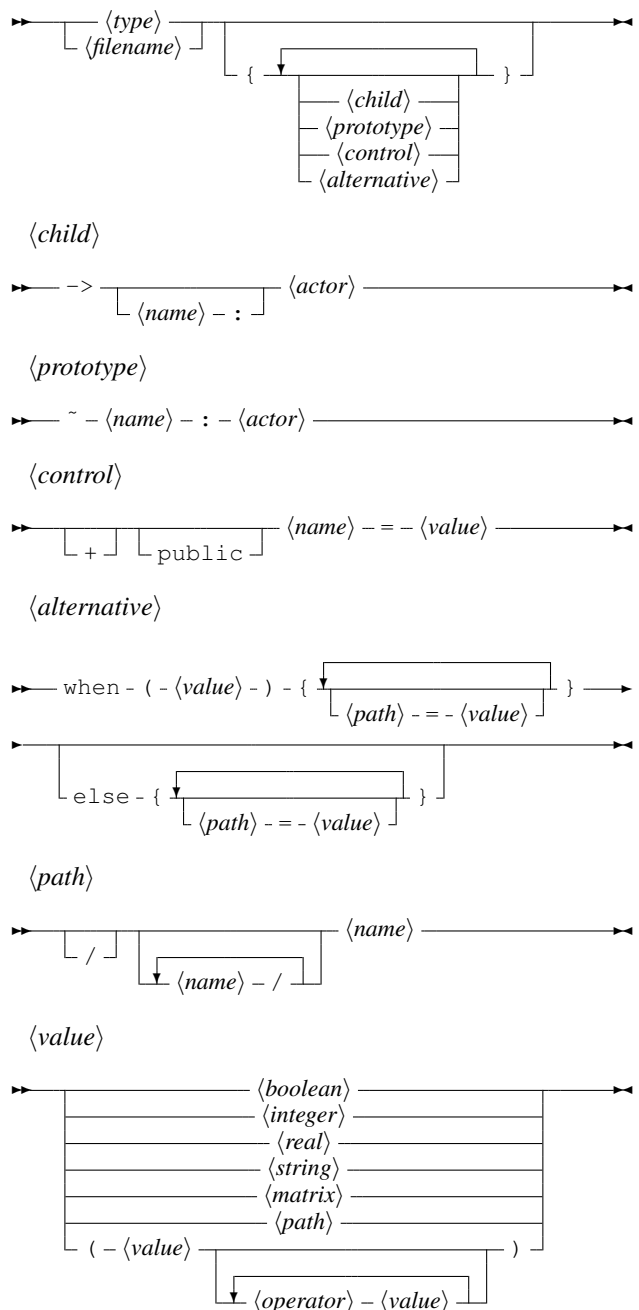 ⟨type⟩
⟨filename⟩
{ }
⟨child⟩
⟨prototype⟩
⟨control⟩
⟨alternative⟩
⟨child⟩
-> ⟨actor⟩
⟨name⟩ :
⟨prototype⟩
~ ⟨name⟩ : ⟨actor⟩
⟨control⟩
⟨name⟩ = ⟨value⟩
+ public
⟨alternative⟩
when ( ⟨value⟩ ) { }
⟨path⟩ = ⟨value⟩
else { }
⟨path⟩ = ⟨value⟩
⟨path⟩
⟨name⟩
/
⟨name⟩ /
⟨value⟩
⟨boolean⟩
⟨integer⟩
⟨real⟩
⟨string⟩
⟨matrix⟩
⟨path⟩
( ⟨value⟩ )
⟨operator⟩ ⟨value⟩